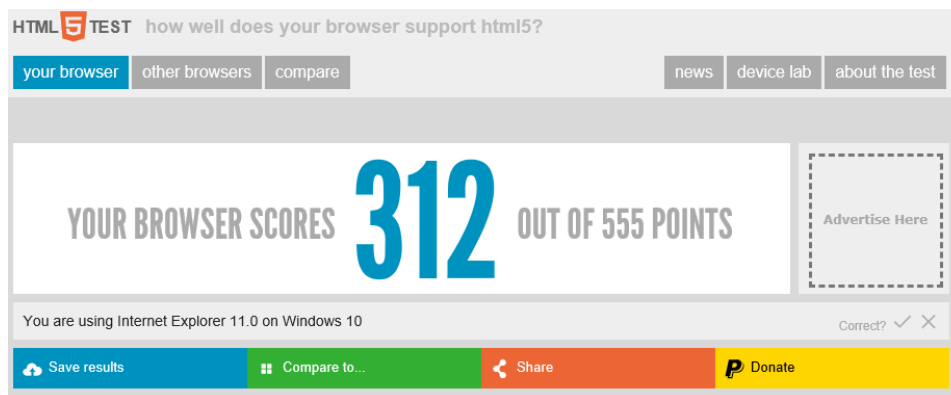 HTML 5 TEST how well does your browser support html5?
your browser other browsers compare news device lab about the test
YOUR BROWSER SCORES 312 OUT OF 555 POINTS
Advertise Here
You are using Internet Explorer 11.0 on Windows 10 Correct?
Save results Compare to... Share Donate